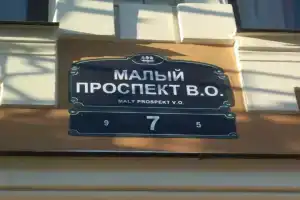 МАЛЫЙ
ПРОСПЕКТ В.О.
MALY PROSPEKT V.O.
9 7 5